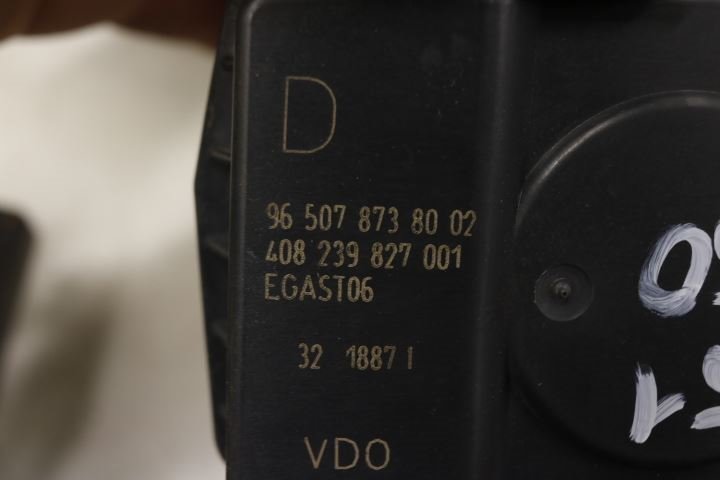 D
96 507 873 80 02
408 239 827 001
EGAST06
32 1887 I
VDO